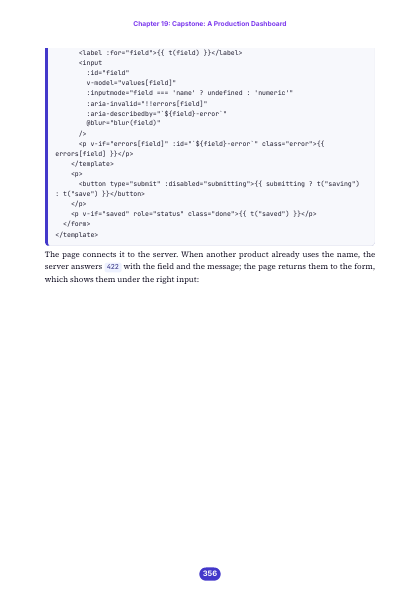 Chapter 19: Capstone: A Production Dashboard
<label :for="field">{{ t(field) }}</label>
<input
:id="field"
v-model="values[field]"
:inputmode="field === 'name' ? undefined : 'numeric'"
:aria-invalid="!!errors[field]"
:aria-describedby="`${field}-error`"
@blur="blur(field)"
/>
<p v-if="errors[field]" :id="`${field}-error`" class="error">{{
errors[field] }}</p>
</template>
<p>
<button type="submit" :disabled="submitting">{{ submitting ? t("saving")
: t("save") }}</button>
</p>
<p v-if="saved" role="status" class="done">{{ t("saved") }}</p>
</form>
</template>
The page connects it to the server. When another product already uses the name, the
server answers 422 with the field and the message; the page returns them to the form,
which shows them under the right input:
356